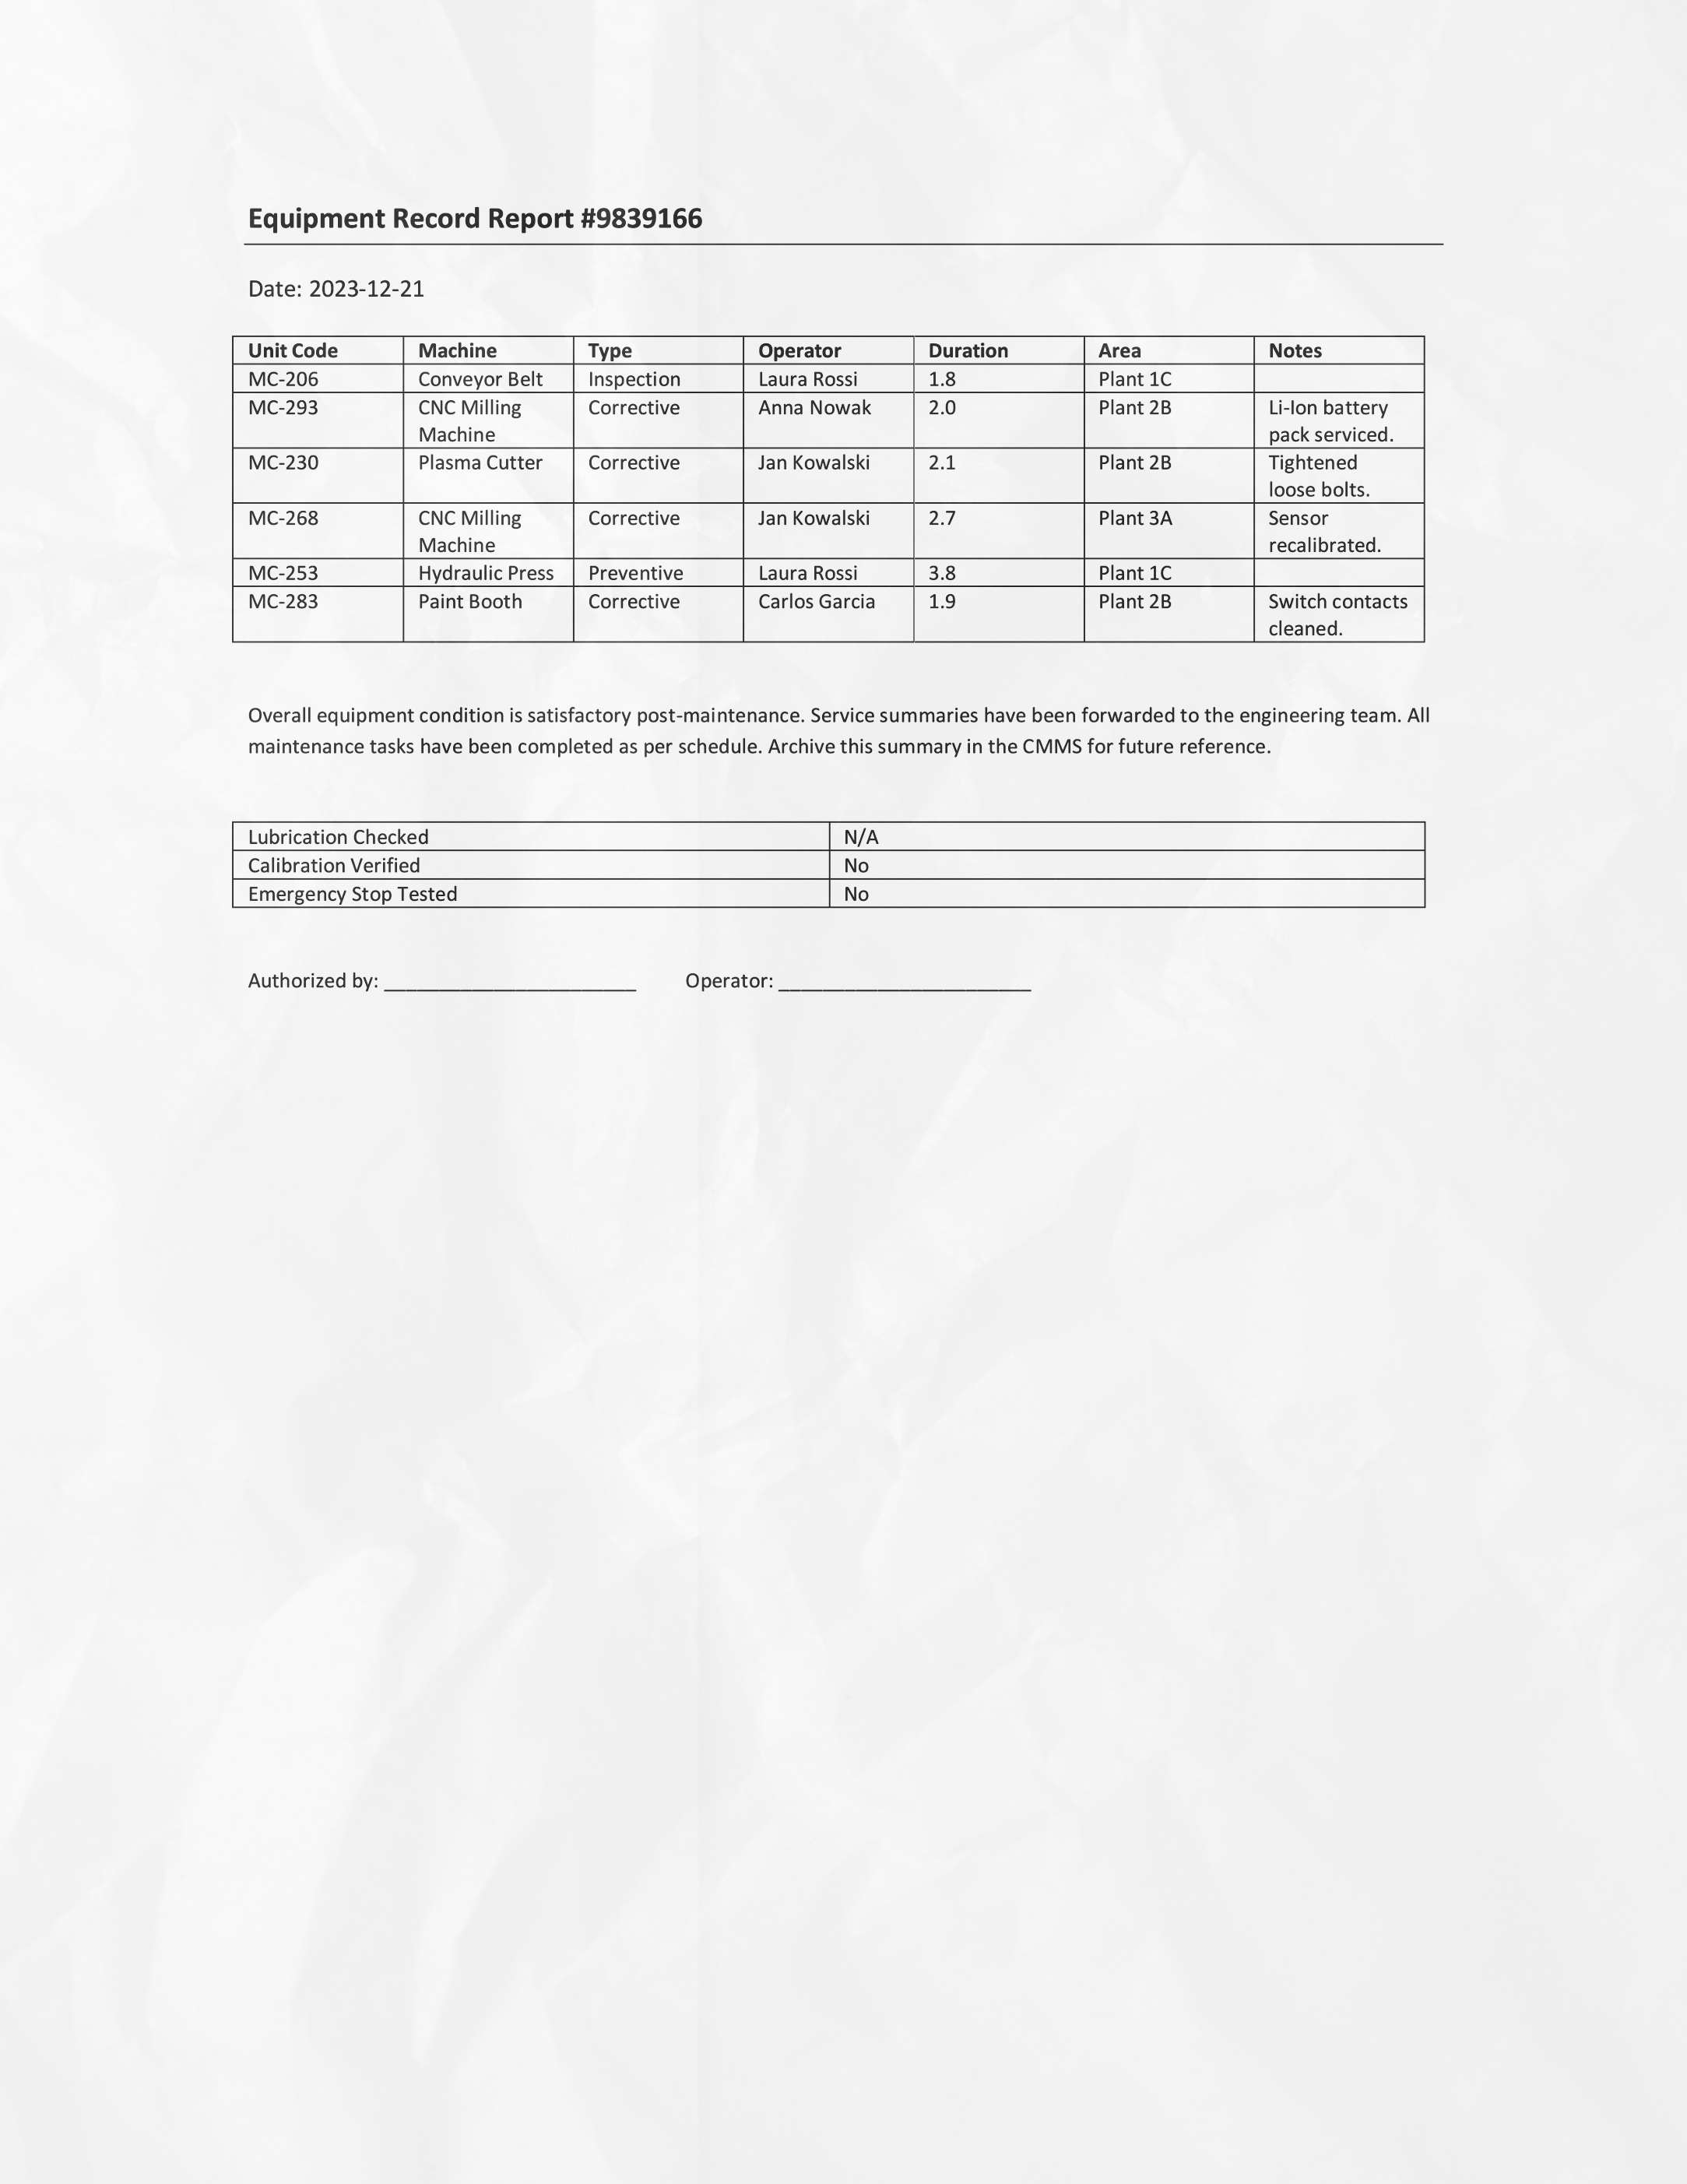 Equipment Record Report #9839166
Date: 2023-12-21
Unit Code Machine Type Operator Duration Area Notes
MC-206 Conveyor Belt Inspection Laura Rossi 1.8 Plant 1C
MC-293 CNC Milling Machine Corrective Anna Nowak 2.0 Plant 2B Li-Ion battery pack serviced.
MC-230 Plasma Cutter Corrective Jan Kowalski 2.1 Plant 2B Tightened loose bolts.
MC-268 CNC Milling Machine Corrective Jan Kowalski 2.7 Plant 3A Sensor recalibrated.
MC-253 Hydraulic Press Preventive Laura Rossi 3.8 Plant 1C
MC-283 Paint Booth Corrective Carlos Garcia 1.9 Plant 2B Switch contacts cleaned.
Overall equipment condition is satisfactory post-maintenance. Service summaries have been forwarded to the engineering team. All
maintenance tasks have been completed as per schedule. Archive this summary in the CMMS for future reference.
Lubrication Checked N/A
Calibration Verified No
Emergency Stop Tested No
Authorized by: _______________________ Operator: _______________________